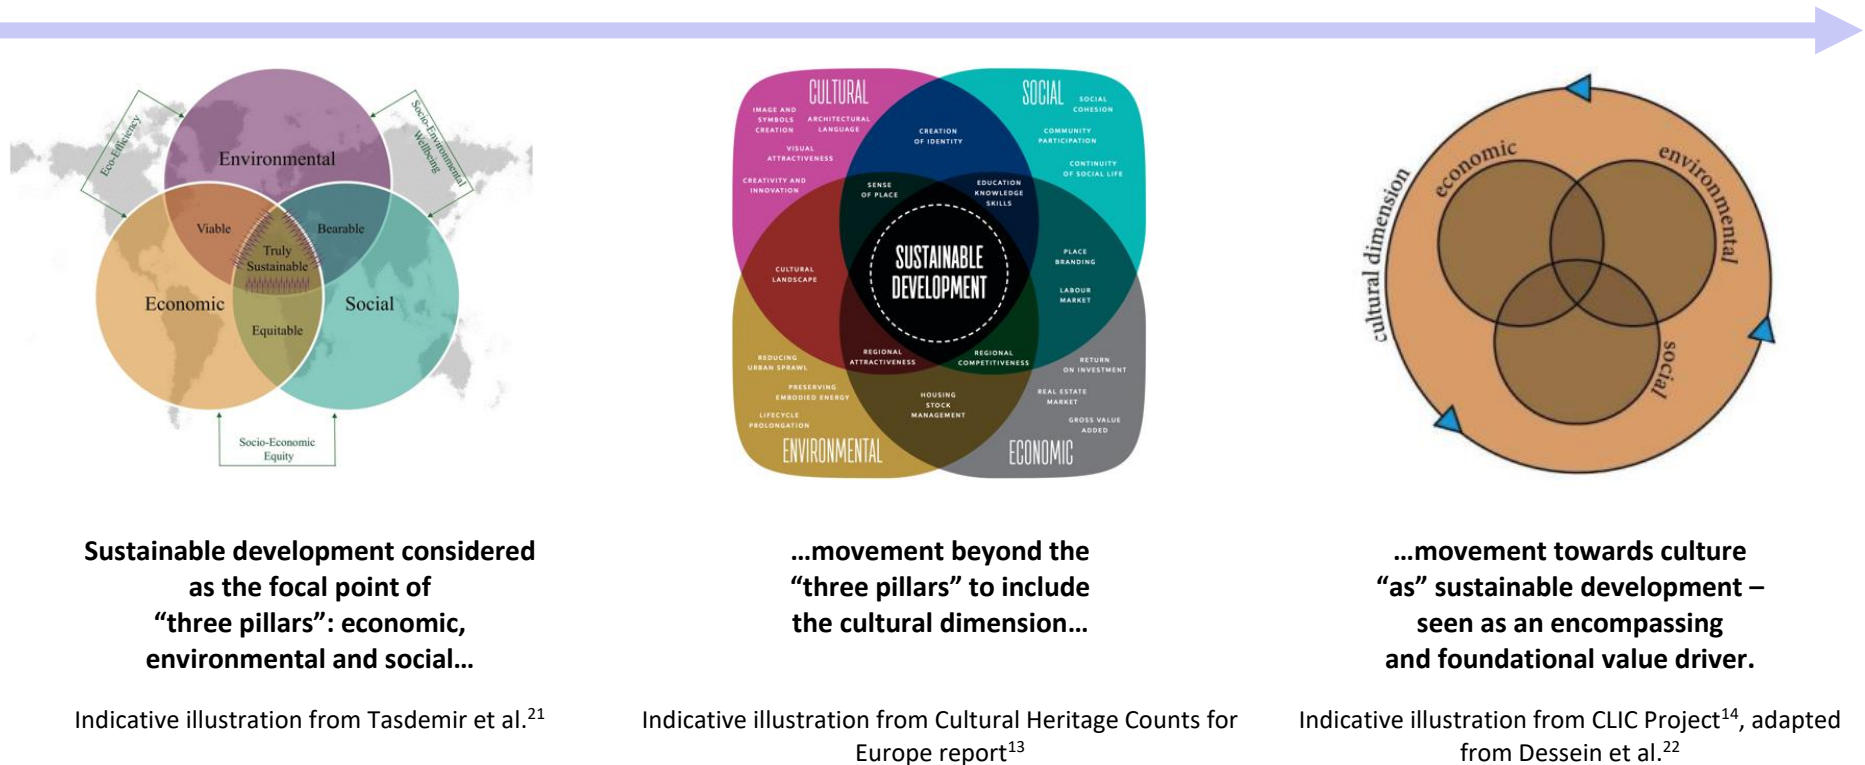 Eco-Efficiency
Socio-Environmental
Wellbeing
Environmental
Viable
Bearable
Truly
Sustainable
Economic
Social
Equitable
Socio-Economic
Equity
CULTURAL
IMAGE AND
SYMBOLS
CREATION
ARCHITECTURAL
LANGUAGE
VISUAL
ATTRACTIVENESS
CREATIVITY AND
INNOVATION
CREATION
OF IDENTITY
SOCIAL
SOCIAL
COHESION
COMMUNITY
PARTICIPATION
CONTINUITY
OF SOCIAL LIFE
SENSE
OF PLACE
EDUCATION
KNOWLEDGE
SKILLS
SUSTAINABLE
DEVELOPMENT
CULTURAL
LANDSCAPE
PLACE
BRANDING
LABOUR
MARKET
REGIONAL
ATTRACTIVENESS
REGIONAL
COMPETITIVENESS
REDUCING
URBAN SPRAWL
PRESERVING
EMBODIED ENERGY
LIFECYCLE
PROLONGATION
ENVIRONMENTAL
HOUSING
STOCK
MANAGEMENT
RETURN
ON INVESTMENT
REAL ESTATE
MARKET
GROSS VALUE
ADDED
ECONOMIC
cultural dimension
economic
environmental
social
Sustainable development considered
as the focal point of
“three pillars”: economic,
environmental and social…
Indicative illustration from Tasdemir et al.21
…movement beyond the
“three pillars” to include
the cultural dimension…
Indicative illustration from Cultural Heritage Counts for
Europe report13
…movement towards culture
“as” sustainable development –
seen as an encompassing
and foundational value driver.
Indicative illustration from CLIC Project14, adapted
from Dessein et al.22